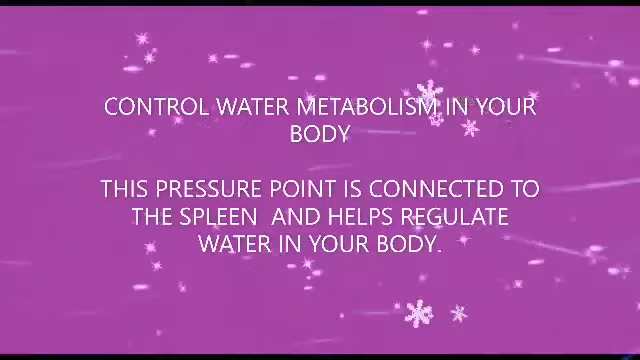 CONTROL WATER METABOLISM IN YOUR
BODY
THIS PRESSURE POINT IS CONNECTED TO
THE SPLEEN  AND HELPS REGULATE
WATER IN YOUR BODY.